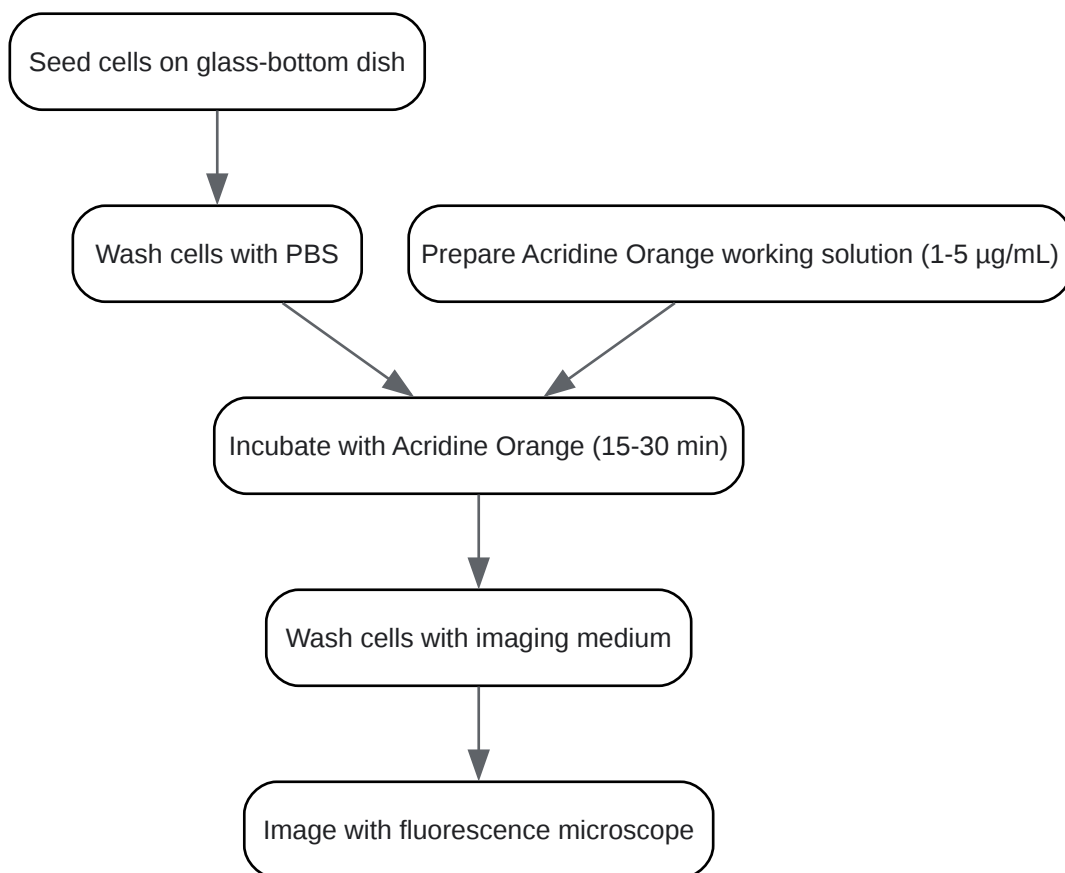 Seed cells on glass-bottom dish
Wash cells with PBS
Prepare Acridine Orange working solution (1-5 µg/mL)
Incubate with Acridine Orange (15-30 min)
Wash cells with imaging medium
Image with fluorescence microscope